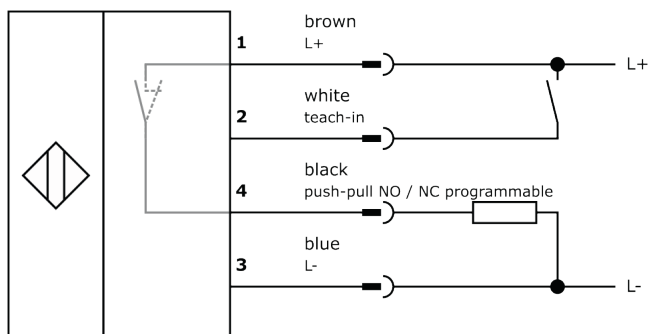 brown
1
L+
L+
white
2
teach-in
black
4
push-pull NO / NC programmable
blue
3
L-
L-